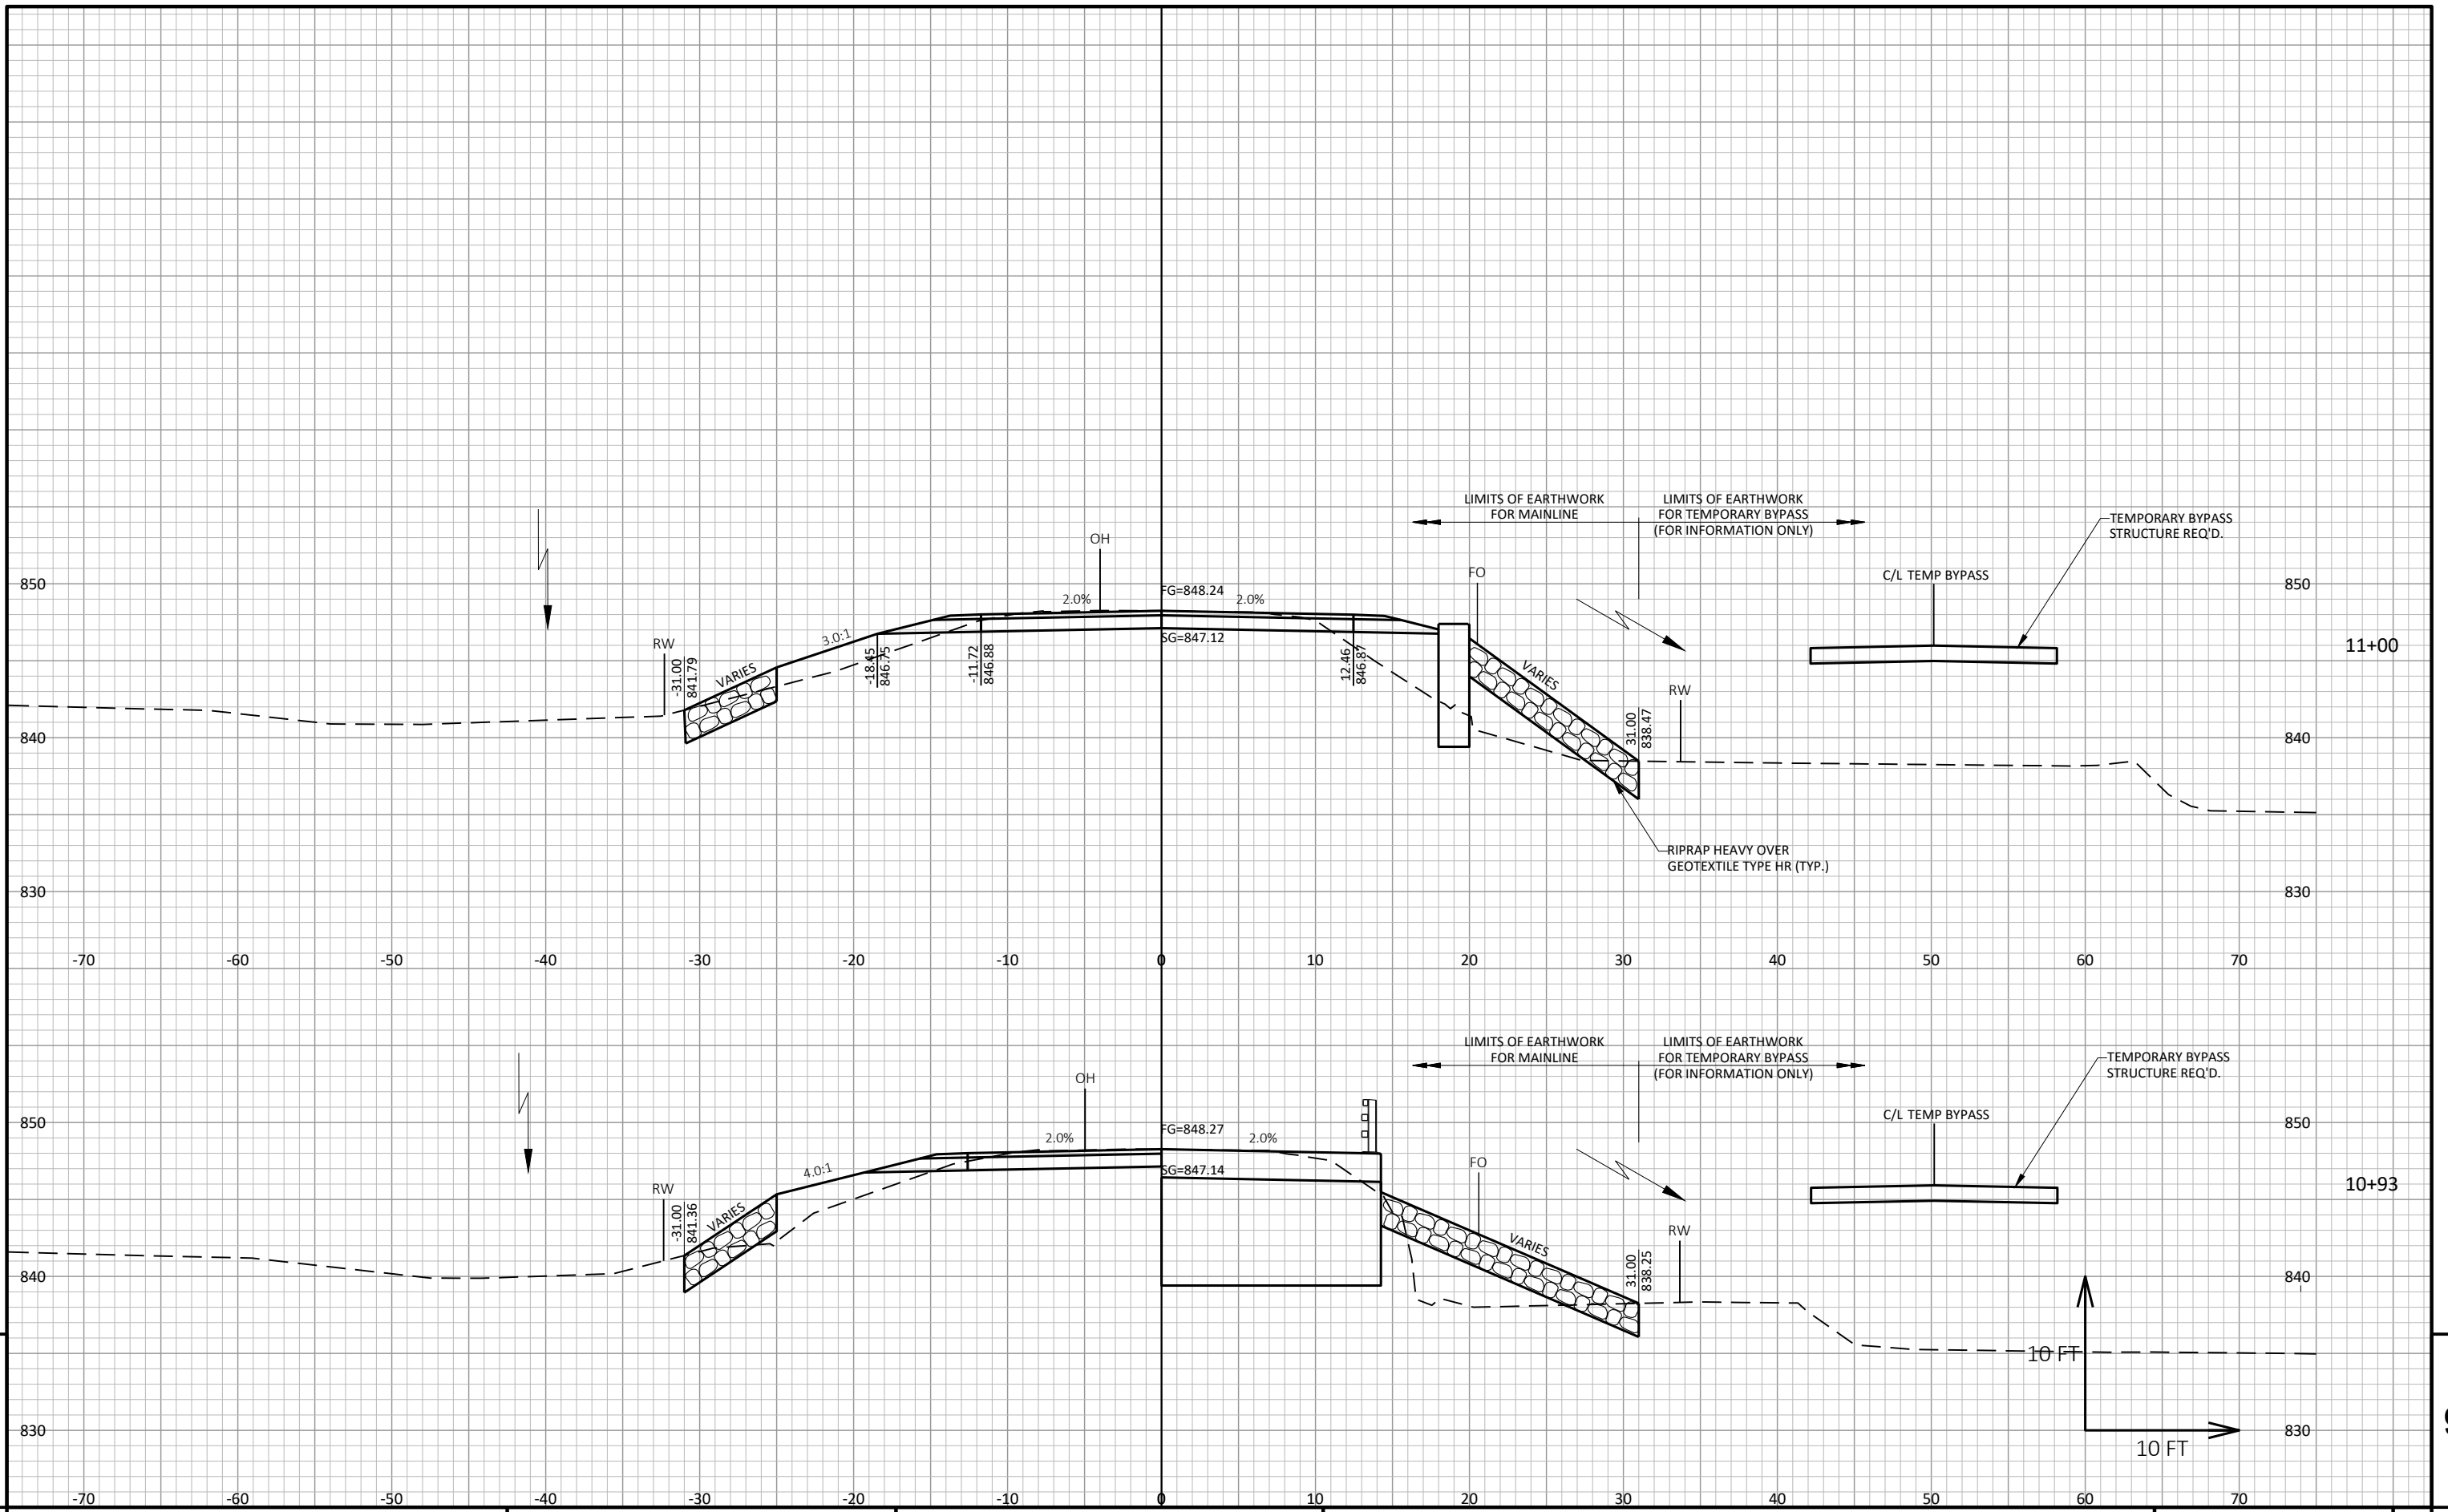 LIMITS OF EARTHWORK
FOR MAINLINE
LIMITS OF EARTHWORK
FOR TEMPORARY BYPASS
(FOR INFORMATION ONLY)
TEMPORARY BYPASS
STRUCTURE REQ'D.
OH
FO
C/L TEMP BYPASS
850
FG=848.24
850
2.0%
2.0%
3.0:1
SG=847.12
11+00
RW
-31.00
841.79
VARIES
-18.45
846.75
-11.72
846.88
12.46
846.87
VARIES
31.00
838.47
RW
840
840
RIPRAP HEAVY OVER
GEOTEXTILE TYPE HR (TYP.)
830
830
-70 -60 -50 -40 -30 -20 -10 0 10 20 30 40 50 60 70
LIMITS OF EARTHWORK
FOR MAINLINE
LIMITS OF EARTHWORK
FOR TEMPORARY BYPASS
(FOR INFORMATION ONLY)
TEMPORARY BYPASS
STRUCTURE REQ'D.
OH
C/L TEMP BYPASS
850
FG=848.27
850
2.0%
2.0%
FO
4.0:1
SG=847.14
10+93
RW
-31.00
841.36
VARIES
VARIES
31.00
838.25
RW
840
840
10 FT
830
830
10 FT
-70 -60 -50 -40 -30 -20 -10 0 10 20 30 40 50 60 70